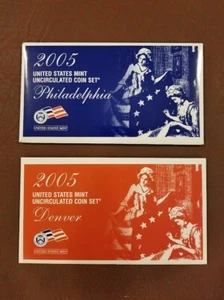 2005
UNITED STATES MINT
UNCIRCULATED COIN SET®
Philadelphia
UNITED STATES MINT
2005
UNITED STATES MINT
UNCIRCULATED COIN SET®
Denver
UNITED STATES MINT